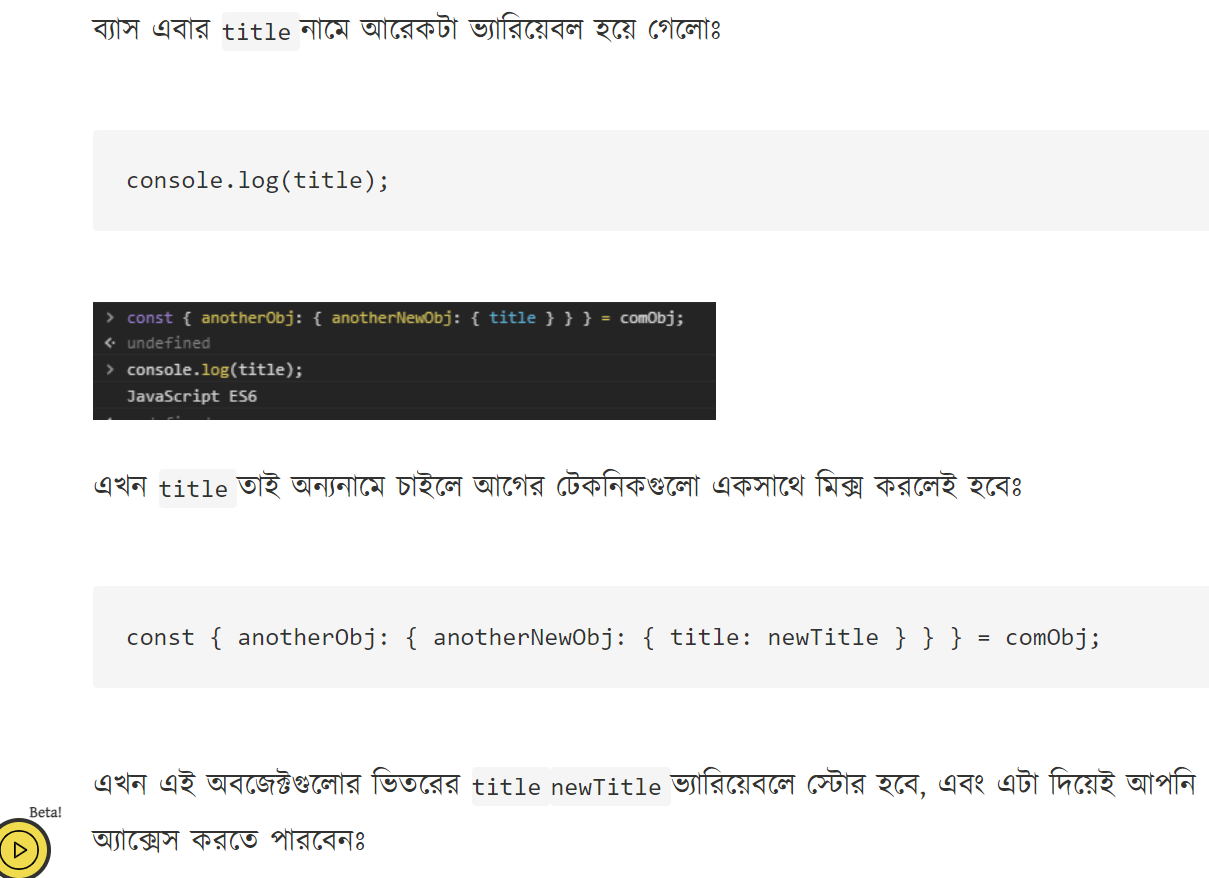 ব্যাস এবার title নামে আরেকটা ভ্যারিয়েবল হয়ে গেলোঃ
console.log(title);
> const { anotherObj: { anotherNewObj: { title } } } = comObj;
undefined
> console.log(title);
JavaScript ES6
এখন title তাই অন্যনামে চাইলে আগের টেকনিকগুলো একসাথে মিক্স করলেই হবেঃ
const { anotherObj: { anotherNewObj: { title: newTitle } } } = comObj;
এখন এই অবজেক্টগুলোর ভিতরের title newTitle ভ্যারিয়েবলে স্টোর হবে, এবং এটা দিয়েই আপনি
Beta!
অ্যাক্সেস করতে পারবেনঃ